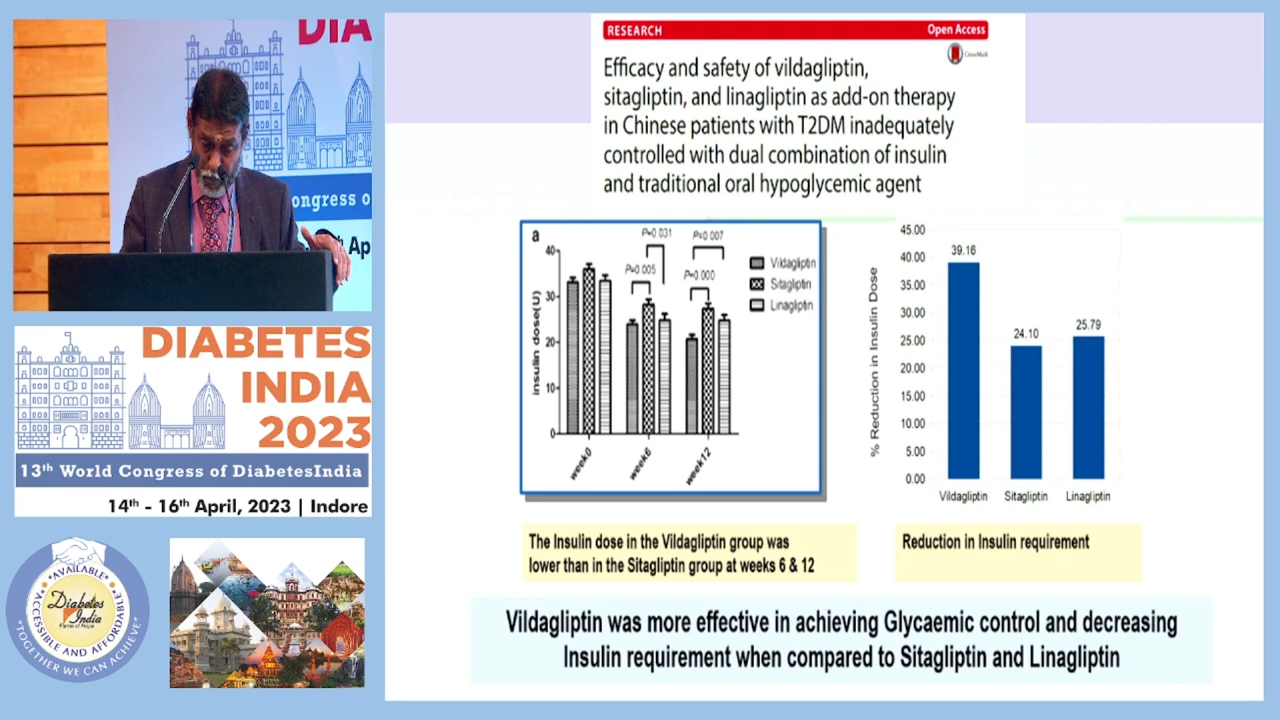 DIA
ongress o
Ap
DIABETES
INDIA
2023
13th World Congress of DiabetesIndia
14th - 16th April, 2023 | Indore
"AVAILABLE"
"ACCESSIBLE AND AFFORDABLE"
"TOGETHER WE CAN ACHIEVE"
Diabetes
India
Flame of Hope
RESEARCH
Open Access
CrossMark
Efficacy and safety of vildagliptin,
sitagliptin, and linagliptin as add-on therapy
in Chinese patients with T2DM inadequately
controlled with dual combination of insulin
and traditional oral hypoglycemic agent
a
P=0.031
P=0.007
P=0.005
P=0.000
Vildagliptin
Sitagliptin
Linagliptin
insulin dose(U)
40
30
20
10
0
week0
week6
week12
% Reduction in Insulin Dose
45.00
40.00
35.00
30.00
25.00
20.00
15.00
10.00
5.00
0.00
39.16
24.10
25.79
Vildagliptin
Sitagliptin
Linagliptin
The Insulin dose in the Vildagliptin group was
lower than in the Sitagliptin group at weeks 6 & 12
Reduction in Insulin requirement
Vildagliptin was more effective in achieving Glycaemic control and decreasing
Insulin requirement when compared to Sitagliptin and Linagliptin